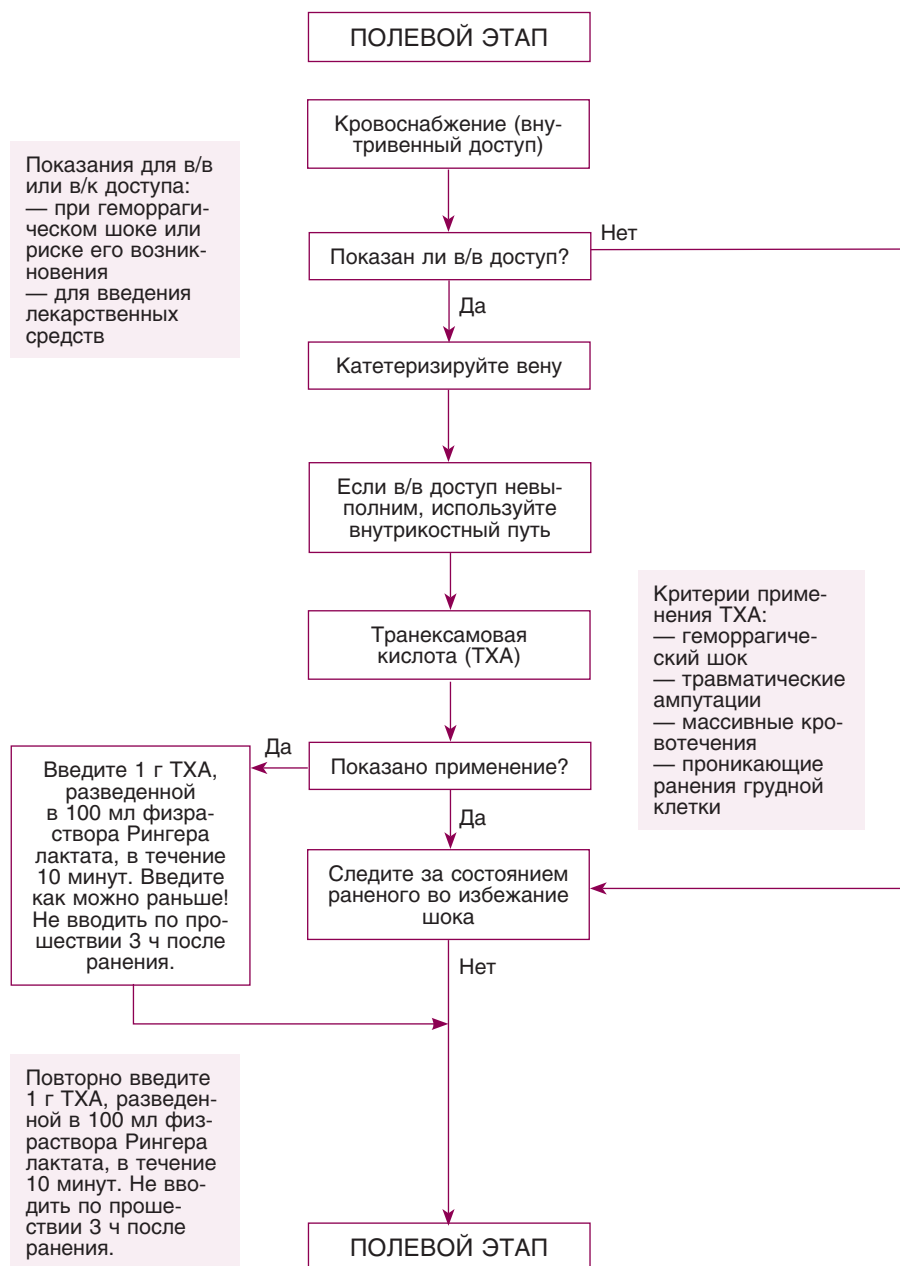 ПОЛЕВОЙ ЭТАП
Кровоснабжение (вну-
тривенный доступ)
Показания для в/в
или в/к доступа:
— при геморраги-
ческом шоке или
риске его возник-
новения
— для введения
лекарственных
средств
Показан ли в/в доступ?
Нет
Да
Катетеризируйте вену
Если в/в доступ невы-
полним, используйте
внутрикостный путь
Транексамовая
кислота (ТХА)
Критерии приме-
нения ТХА:
— геморрагиче-
ский шок
— травматические
ампутации
— массивные кро-
вотечения
— проникающие
ранения грудной
клетки
Показано применение?
Да
Введите 1 г ТХА,
разведенной
в 100 мл физра-
створа Рингера
лактата, в течение
10 минут. Введите
как можно раньше!
Не вводить по про-
шествии 3 ч после
ранения.
Да
Следите за состоянием
раненого во избежание
шока
Нет
Повторно введите
1 г ТХА, разведен-
ной в 100 мл физ-
раствора Рингера
лактата, в течение
10 минут. Не вво-
дить по проше-
ствии 3 ч после
ранения.
ПОЛЕВОЙ ЭТАП